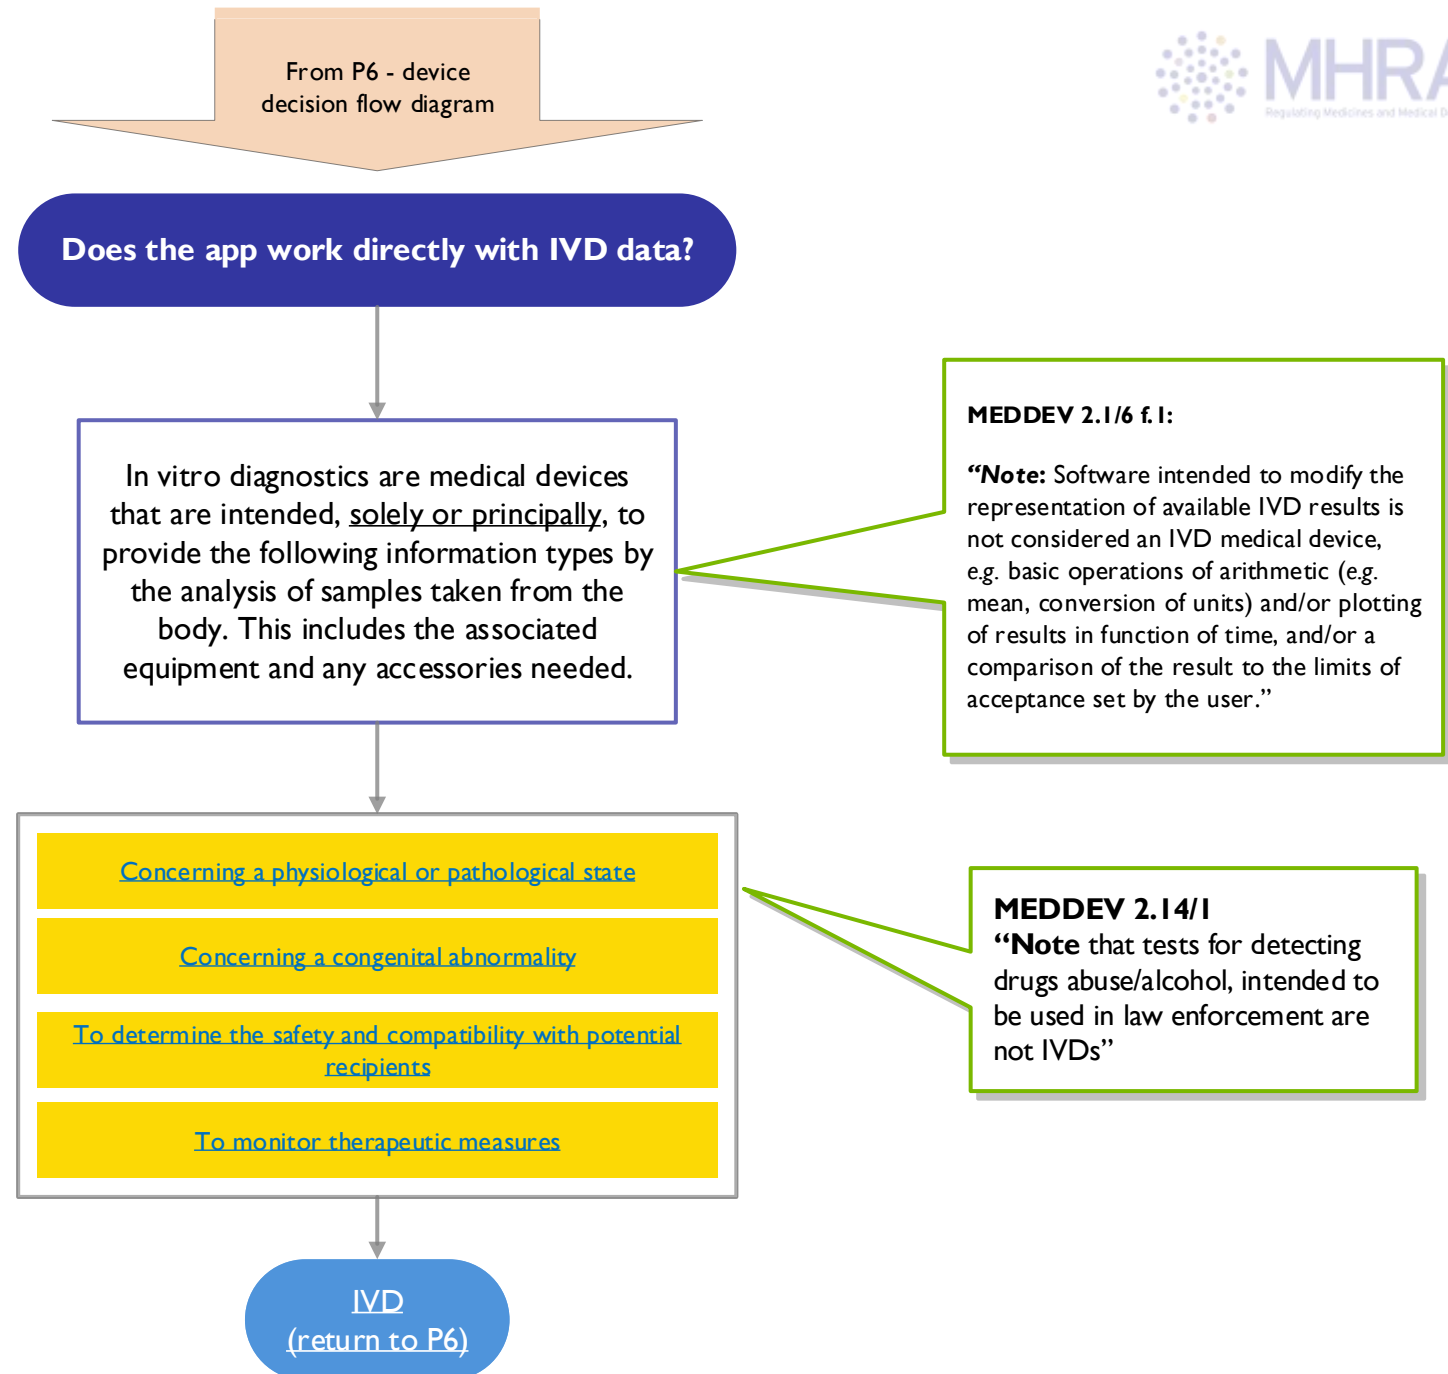 From P6 - device
decision flow diagram
MHRA
Regulating Medicines and Medical D
Does the app work directly with IVD data?
In vitro diagnostics are medical devices
that are intended, solely or principally, to
provide the following information types by
the analysis of samples taken from the
body. This includes the associated
equipment and any accessories needed.
MEDDEV 2.1/6 f.1:
“Note: Software intended to modify the
representation of available IVD results is
not considered an IVD medical device,
e.g. basic operations of arithmetic (e.g.
mean, conversion of units) and/or plotting
of results in function of time, and/or a
comparison of the result to the limits of
acceptance set by the user.”
Concerning a physiological or pathological state
Concerning a congenital abnormality
To determine the safety and compatibility with potential
recipients
To monitor therapeutic measures
MEDDEV 2.14/1
“Note that tests for detecting
drugs abuse/alcohol, intended to
be used in law enforcement are
not IVDs”
IVD
(return to P6)